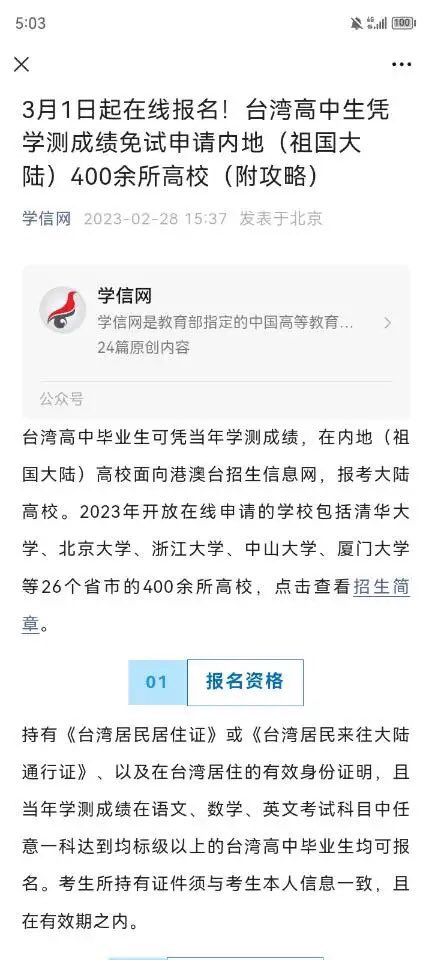 5:03
4G
100
3月1日起在线报名！台湾高中生凭
学测成绩免试申请内地（祖国大
陆）400余所高校（附攻略）
学信网 2023-02-28 15:37 发表于北京
学信网
学信网是教育部指定的中国高等教育...
24篇原创内容
公众号
台湾高中毕业生可凭当年学测成绩，在内地（祖
国大陆）高校面向港澳台招生信息网，报考大陆
高校。2023年开放在线申请的学校包括清华大
学、北京大学、浙江大学、中山大学、厦门大学
等26个省市的400余所高校，点击查看招生简
章。
01 报名资格
持有《台湾居民居住证》或《台湾居民来往大陆
通行证》、以及在台湾居住的有效身份证明，且
当年学测成绩在语文、数学、英文考试科目中任
意一科达到均标级以上的台湾高中毕业生均可报
名。考生所持有证件须与考生本人信息一致，且
在有效期之内。